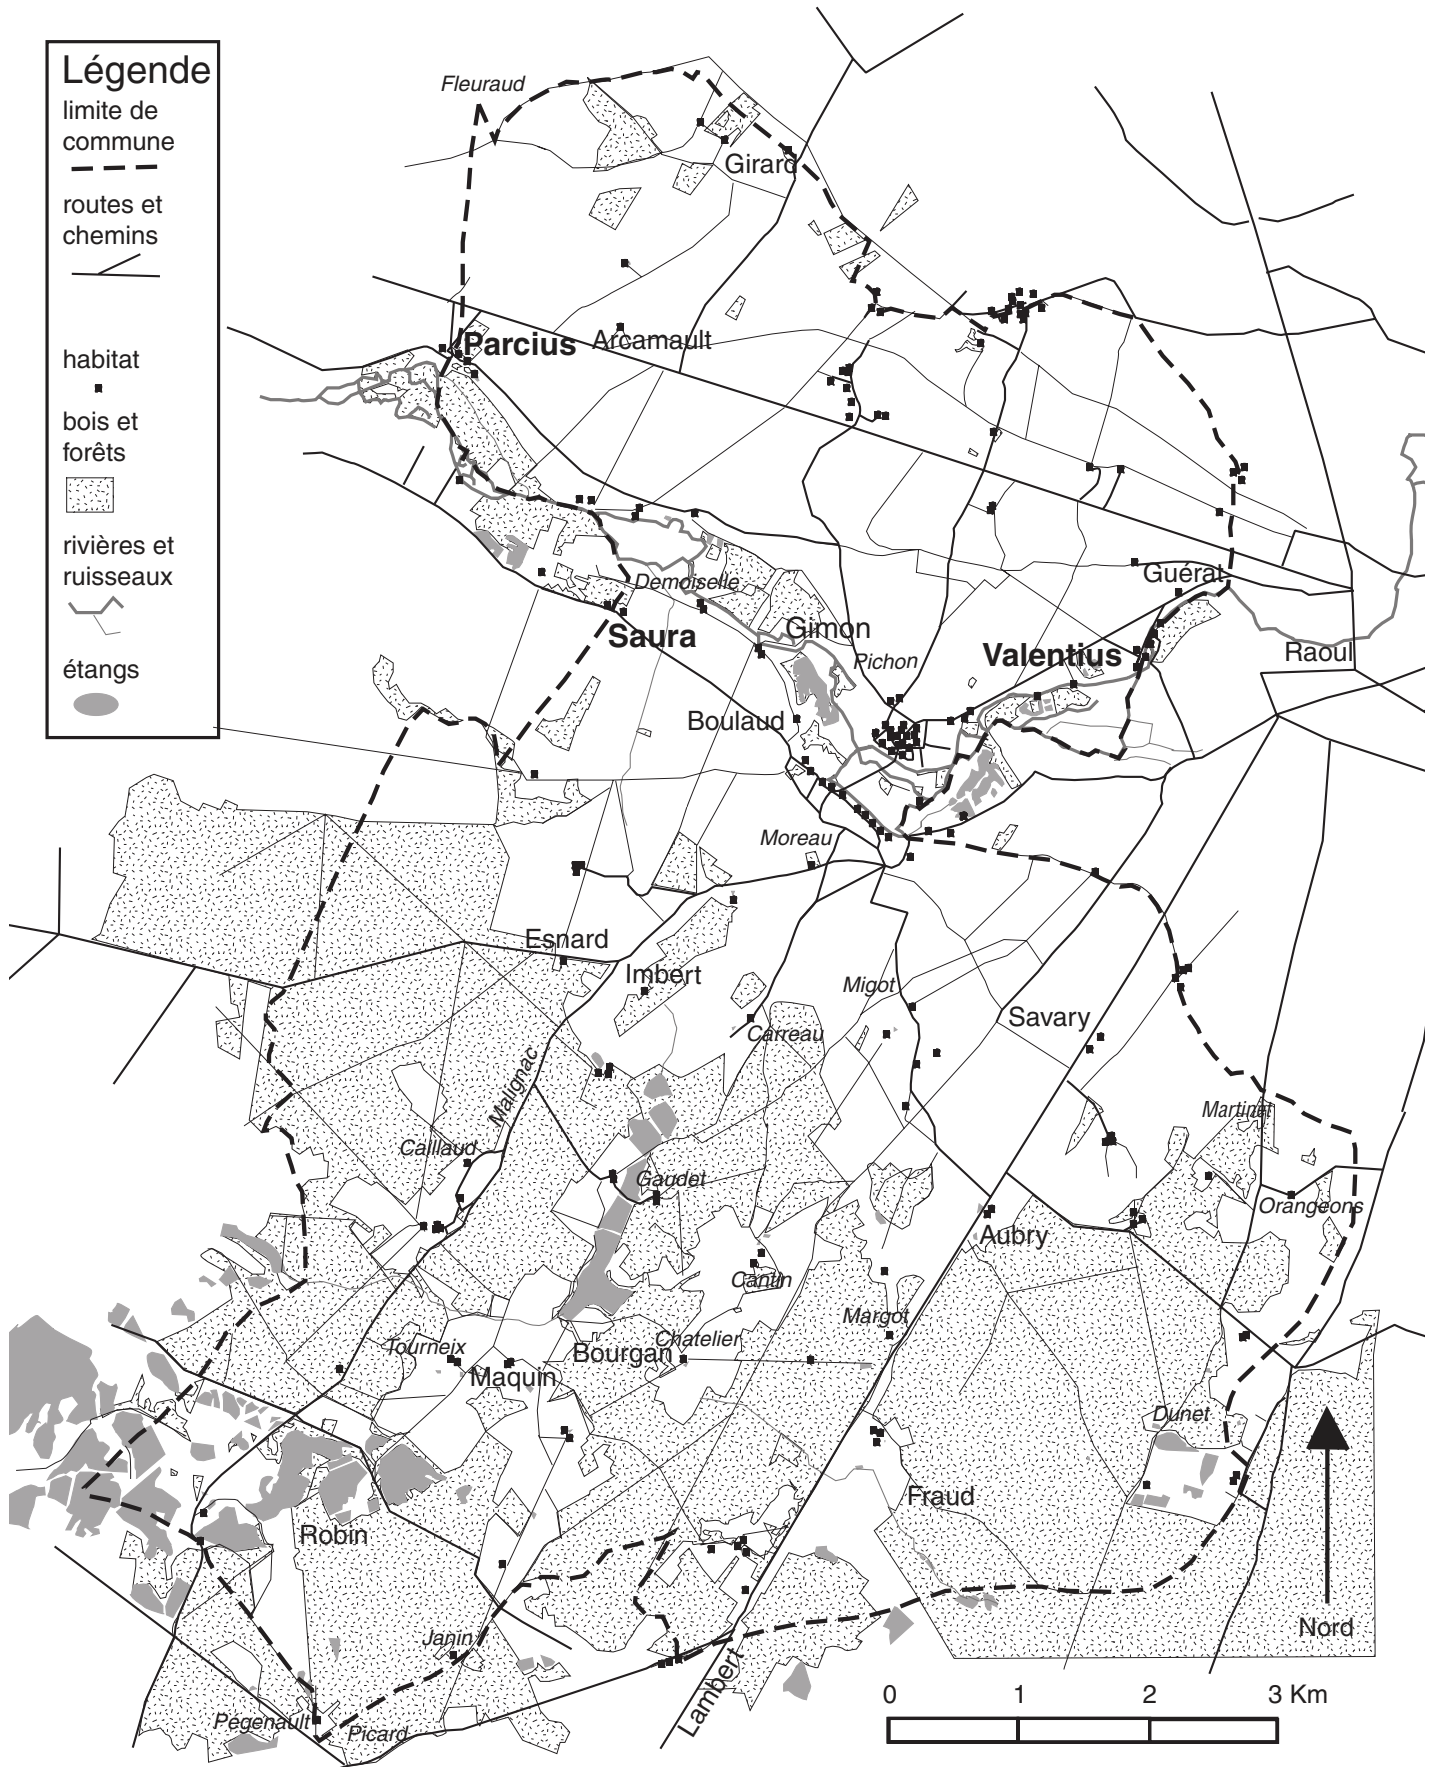 Légende
limite de
commune
routes et
chemins
habitat
bois et
forêts
rivières et
ruisseaux
étangs
Fleuraud
Girard
Parcius
Arcamault
Demoiselle
Guérat
Saura
Gimon
Pichon
Valentius
Raoul
Boulaud
Moreau
Esnard
Imbert
Migot
Carreau
Savary
Malignac
Martinet
Caillaud
Gaudet
Orangeons
Aubry
Cantin
Margot
Tourneix
Chatelier
Bourgan
Maquin
Dunet
Fraud
Robin
Nord
Janin
Lambert
Pégenault
Picard
0 1 2 3 Km